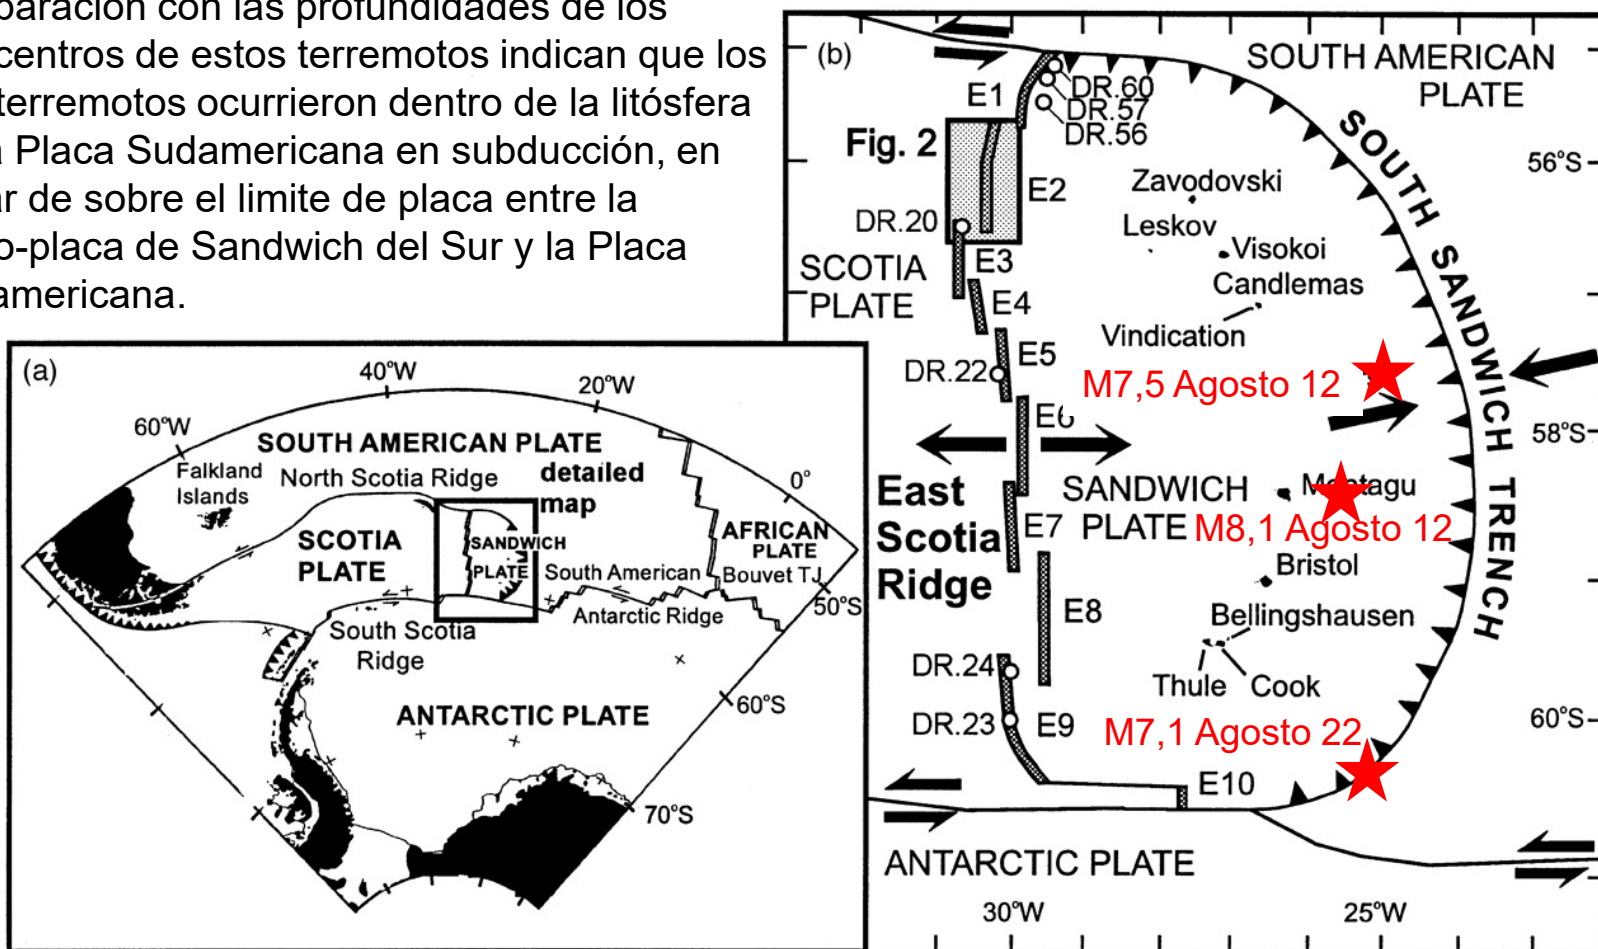 paración con las profundidades de los
centros de estos terremotos indican que los
terremotos ocurrieron dentro de la litósfera
a Placa Sudamericana en subducción, en
ar de sobre el limite de placa entre la
o-placa de Sandwich del Sur y la Placa
americana.
(a)
40°W
20°W
60°W
0°
SOUTH AMERICAN PLATE
Falkland
Islands
North Scotia Ridge
detailed
map
SCOTIA
PLATE
SANDWICH
PLATE
AFRICAN
PLATE
South American
Bouvet TJ
50°S
Antarctic Ridge
South Scotia
Ridge
60°S
ANTARCTIC PLATE
70°S
(b)
SOUTH AMERICAN
PLATE
E1
DR.60
DR.57
DR.56
Fig. 2
56°S
SOUTH SANDWICH TRENCH
Zavodovski
E2
DR.20
Leskov
Visokoi
SCOTIA
PLATE
E3
Candlemas
E4
Vindication
E5
DR.22
M7,5 Agosto 12
E6
58°S
East
Scotia
Ridge
SANDWICH
PLATE
Montagu
E7
M8,1 Agosto 12
Bristol
E8
Bellingshausen
DR.24
Thule
Cook
DR.23
E9
M7,1 Agosto 22
60°S
E10
ANTARCTIC PLATE
30°W
25°W